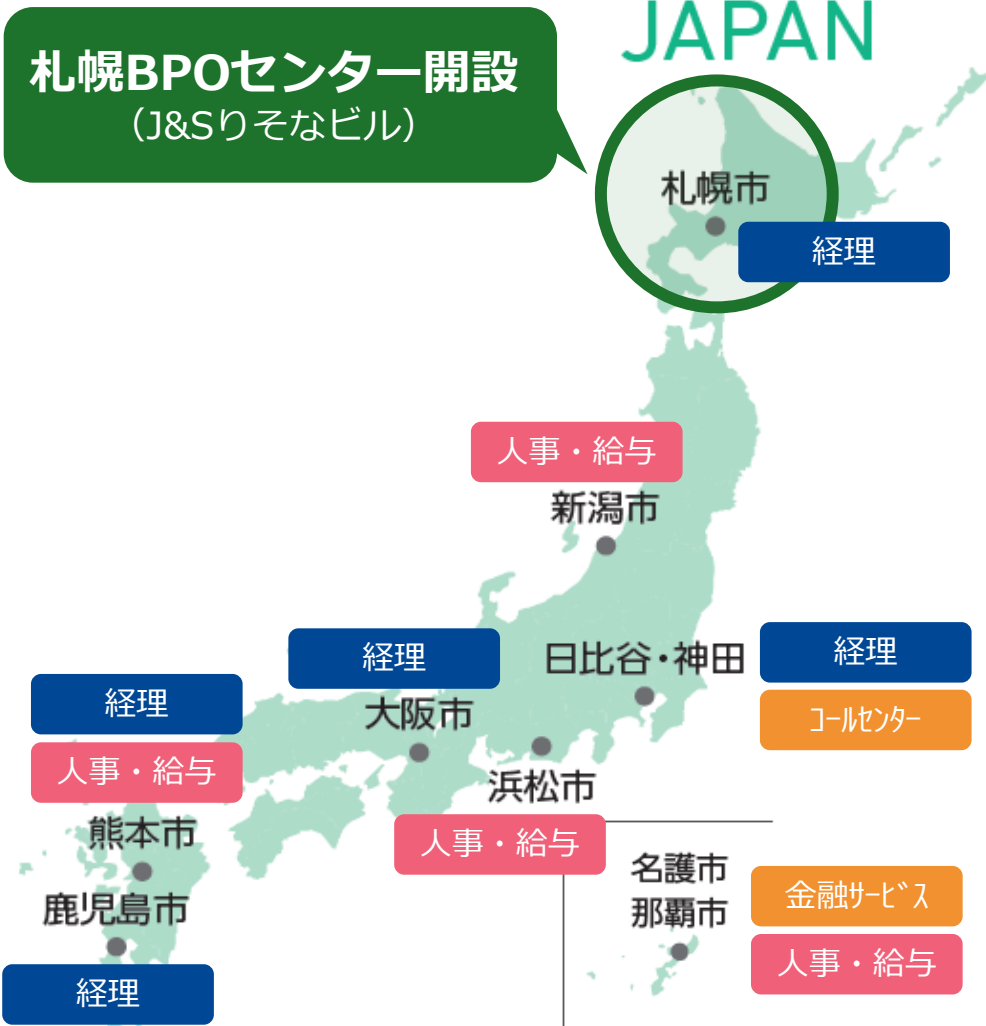 JAPAN
札幌BPOセンター開設
（J&Sりそなビル）
札幌市
経理
人事・給与
新潟市
日比谷・神田
経理
コールセンター
経理
大阪市
浜松市
人事・給与
経理
人事・給与
熊本市
鹿児島市
経理
名護市
那覇市
金融サービス
人事・給与